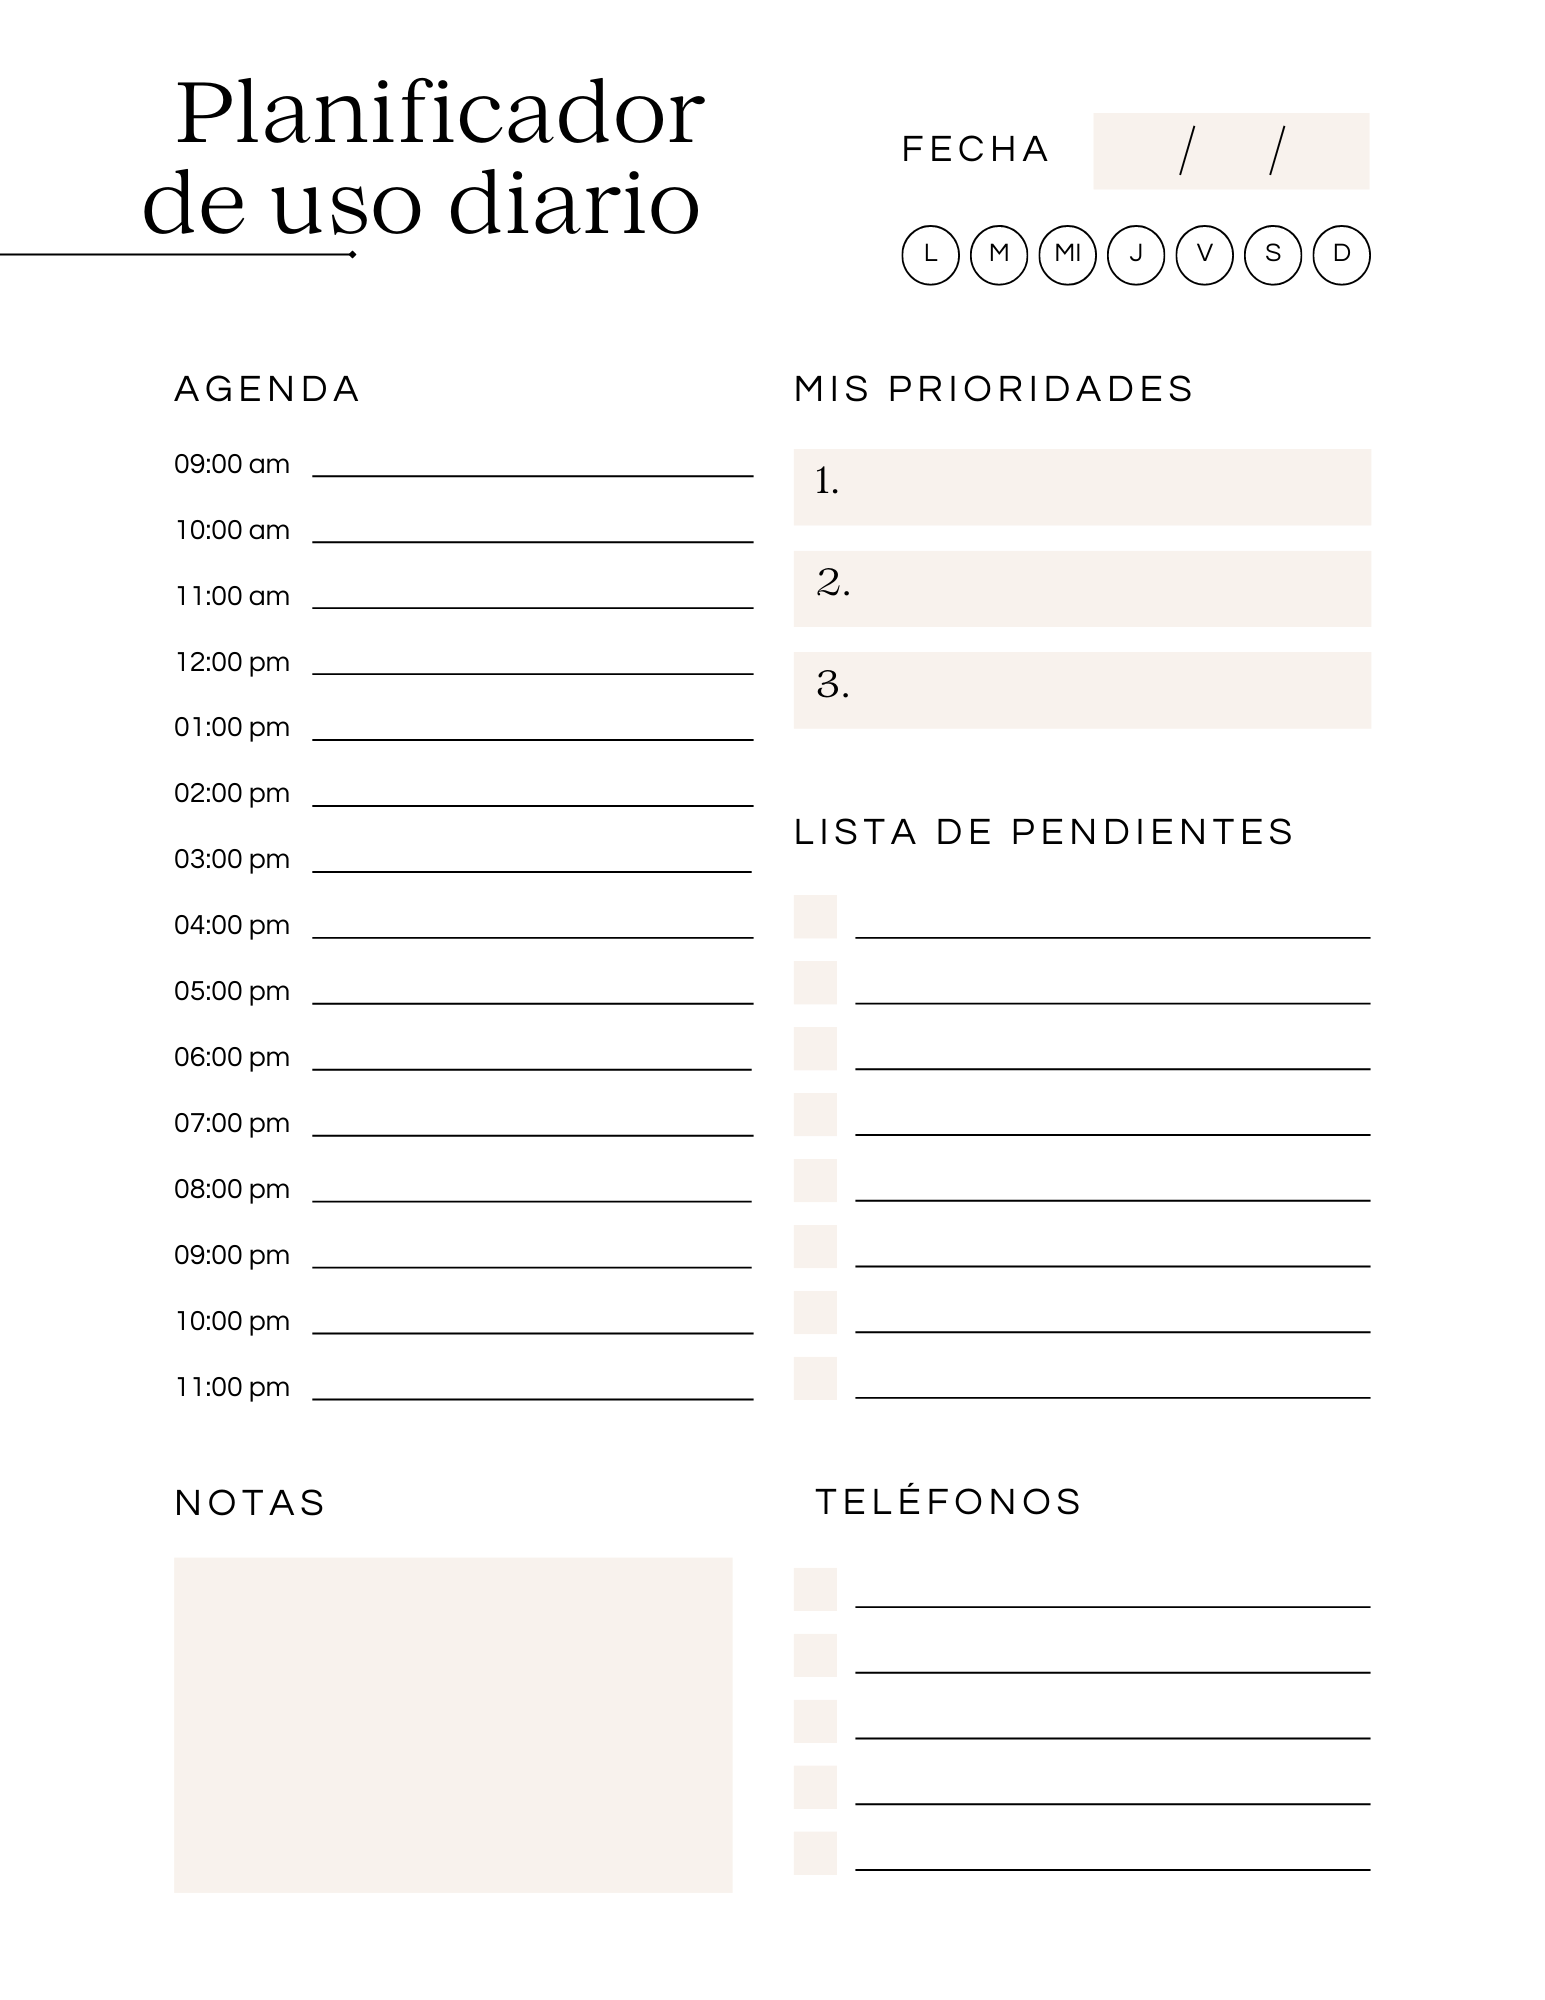 Planificador
de uso diario
FECHA / /
L M MI J V S D
AGENDA
09:00 am
10:00 am
11:00 am
12:00 pm
01:00 pm
02:00 pm
03:00 pm
04:00 pm
05:00 pm
06:00 pm
07:00 pm
08:00 pm
09:00 pm
10:00 pm
11:00 pm
MIS PRIORIDADES
1.
2.
3.
LISTA DE PENDIENTES
NOTAS
TELÉFONOS